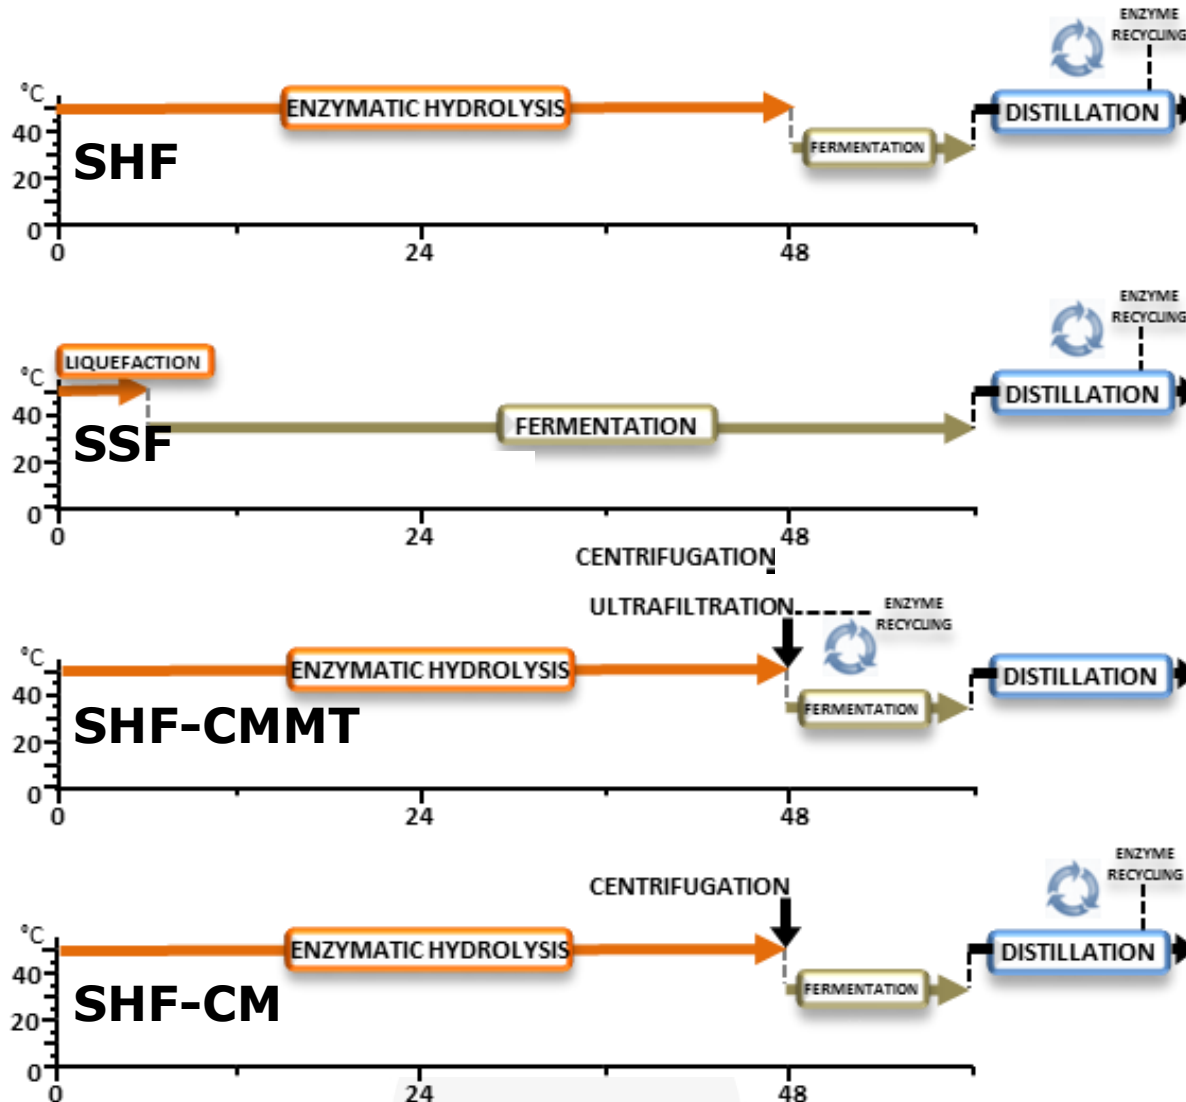 ENZYME
RECYCLING
°C
ENZYMATIC HYDROLYSIS
DISTILLATION
40
FERMENTATION
SHF
20
0
0 24 48
ENZYME
RECYCLING
LIQUEFACTION
°C
DISTILLATION
40
FERMENTATION
SSF
20
0
0 24 48
CENTRIFUGATION
ULTRAFILTRATION
ENZYME
RECYCLING
°C
ENZYMATIC HYDROLYSIS
DISTILLATION
40
FERMENTATION
SHF-CMMT
20
0
0 24 48
ENZYME
RECYCLING
CENTRIFUGATION
°C
ENZYMATIC HYDROLYSIS
DISTILLATION
40
FERMENTATION
SHF-CM
20
0
0 24 48